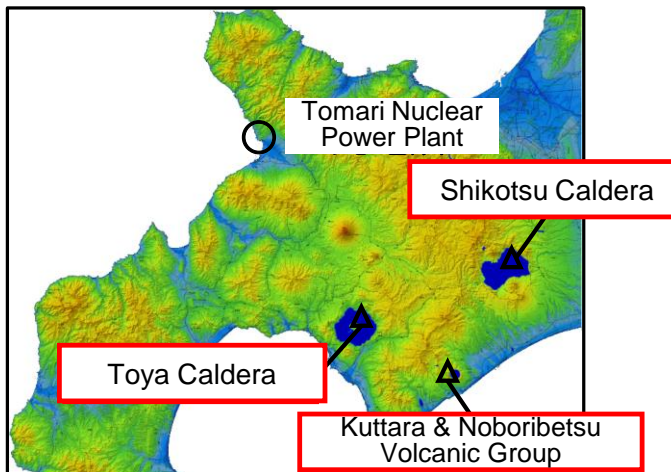 Tomari Nuclear
Power Plant
Shikotsu Caldera
Toya Caldera
Kuttara & Noboribetsu
Volcanic Group